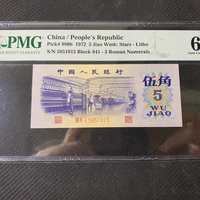 PMG
China / People's Republic
Pick# 880b 1972 5 Jiao Wmk: Stars - Litho
S/N 5851915 Block 841 - 3 Roman Numerals
6
中国人民银行
伍角
5
WU JIAO
5851915